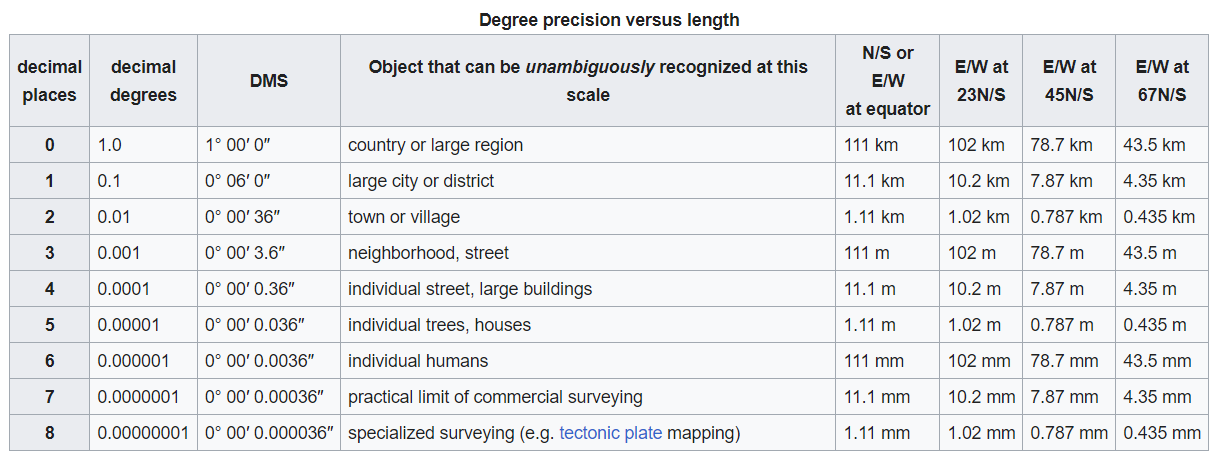 Degree precision versus length
decimal places | decimal degrees | DMS | Object that can be unambiguously recognized at this scale | N/S or E/W at equator | E/W at 23N/S | E/W at 45N/S | E/W at 67N/S
0 | 1.0 | 1° 00′ 0″ | country or large region | 111 km | 102 km | 78.7 km | 43.5 km
1 | 0.1 | 0° 06′ 0″ | large city or district | 11.1 km | 10.2 km | 7.87 km | 4.35 km
2 | 0.01 | 0° 00′ 36″ | town or village | 1.11 km | 1.02 km | 0.787 km | 0.435 km
3 | 0.001 | 0° 00′ 3.6″ | neighborhood, street | 111 m | 102 m | 78.7 m | 43.5 m
4 | 0.0001 | 0° 00′ 0.36″ | individual street, large buildings | 11.1 m | 10.2 m | 7.87 m | 4.35 m
5 | 0.00001 | 0° 00′ 0.036″ | individual trees, houses | 1.11 m | 1.02 m | 0.787 m | 0.435 m
6 | 0.000001 | 0° 00′ 0.0036″ | individual humans | 111 mm | 102 mm | 78.7 mm | 43.5 mm
7 | 0.0000001 | 0° 00′ 0.00036″ | practical limit of commercial surveying | 11.1 mm | 10.2 mm | 7.87 mm | 4.35 mm
8 | 0.00000001 | 0° 00′ 0.000036″ | specialized surveying (e.g. tectonic plate mapping) | 1.11 mm | 1.02 mm | 0.787 mm | 0.435 mm